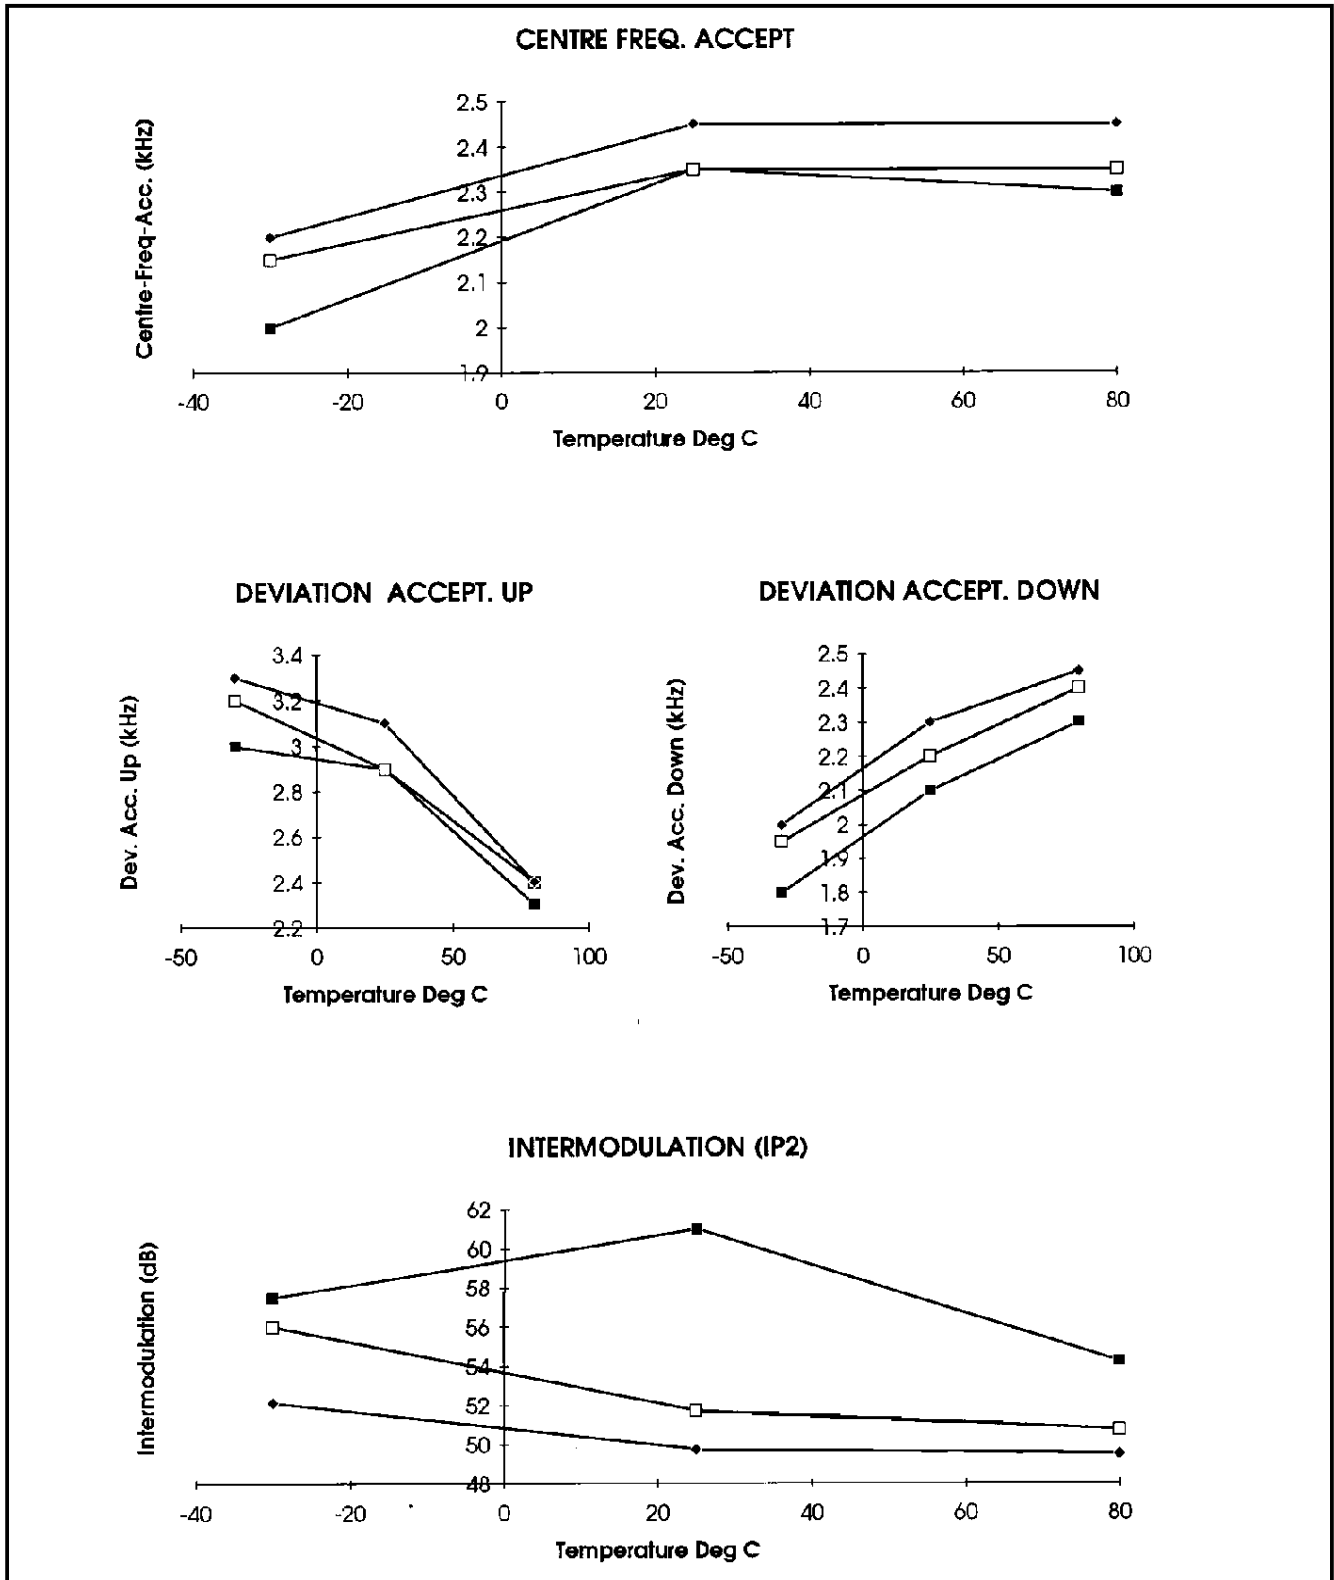 CENTRE FREQ. ACCEPT
Centre-Freq-Acc. (kHz)
2.5
2.4
2.3
2.2
2.1
2
1.9
-40 -20 0 20 40 60 80
Temperature Deg C
DEVIATION ACCEPT. UP
Dev. Acc. Up (kHz)
3.4
3.2
3
2.8
2.6
2.4
2.2
-50 0 50 100
Temperature Deg C
DEVIATION ACCEPT. DOWN
Dev. Acc. Down (kHz)
2.5
2.4
2.3
2.2
2.1
2
1.9
1.8
1.7
-50 0 50 100
Temperature Deg C
INTERMODULATION (IP2)
Intermodulation (dB)
62
60
58
56
54
52
50
48
-40 -20 0 20 40 60 80
Temperature Deg C